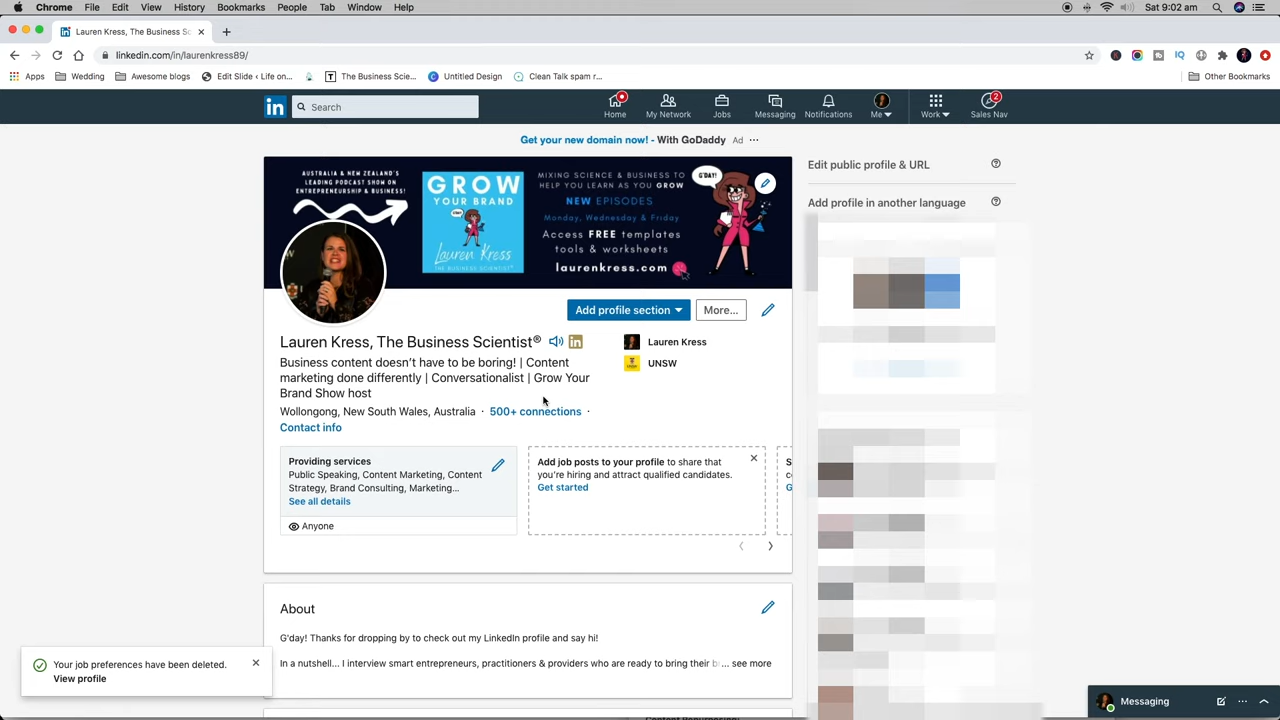 Chrome File Edit View History Bookmarks People Tab Window Help
Sat 9:02 am
Lauren Kress, The Business Sc
linkedin.com/in/laurenkress89/
Apps Wedding Awesome blogs Edit Slide ‹ Life on... The Business Scie... Untitled Design Clean Talk spam r... Other Bookmarks
Search
Home My Network Jobs Messaging Notifications Me Work Sales Nav
2
Get your new domain now! - With GoDaddy Ad ...
AUSTRALIA & NEW ZEALAND'S
LEADING PODCAST SHOW ON
ENTREPRENEURSHIP & BUSINESS!
GROW
YOUR BRAND
Lauren Kress
THE BUSINESS SCIENTIST
MIXING SCIENCE & BUSINESS TO
HELP YOU LEARN AS YOU GROW
NEW EPISODES
Monday, Wednesday & Friday
Access FREE templates
tools & worksheets
laurenkress.com
G'DAY!
Edit public profile & URL
Add profile in another language
Add profile section More...
Lauren Kress, The Business Scientist®
Business content doesn't have to be boring! | Content
marketing done differently | Conversationalist | Grow Your
Brand Show host
Wollongong, New South Wales, Australia · 500+ connections ·
Contact info
Lauren Kress
UNSW
Providing services
Public Speaking, Content Marketing, Content
Strategy, Brand Consulting, Marketing...
See all details
Anyone
Add job posts to your profile to share that
you're hiring and attract qualified candidates.
Get started
About
G'day! Thanks for dropping by to check out my LinkedIn profile and say hi!
In a nutshell... I interview smart entrepreneurs, practitioners & providers who are ready to bring their b... see more
Your job preferences have been deleted.
View profile
Messaging